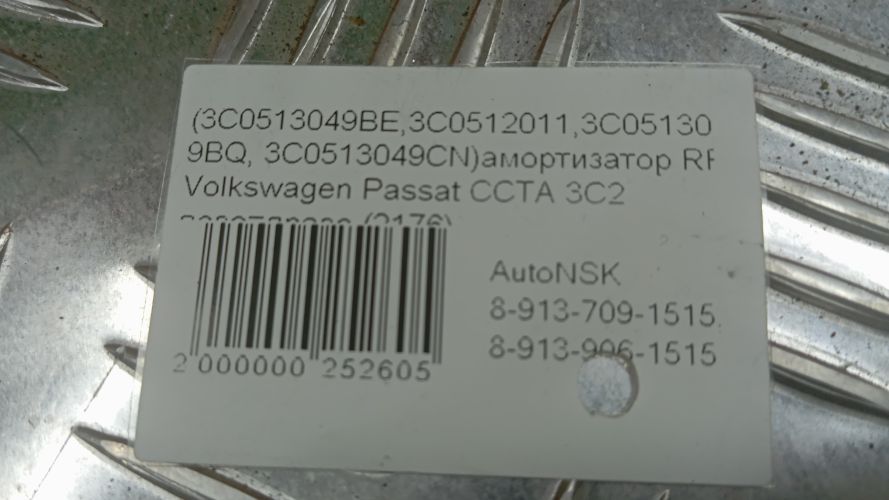 (3C0513049BE,3C0512011,3C05130
9BQ, 3C0513049CN)амортизатор RF
Volkswagen Passat CCTA 3C2
(2176)
AutoNSK
8-913-709-1515
8-913-906-1515
2 000000 252605